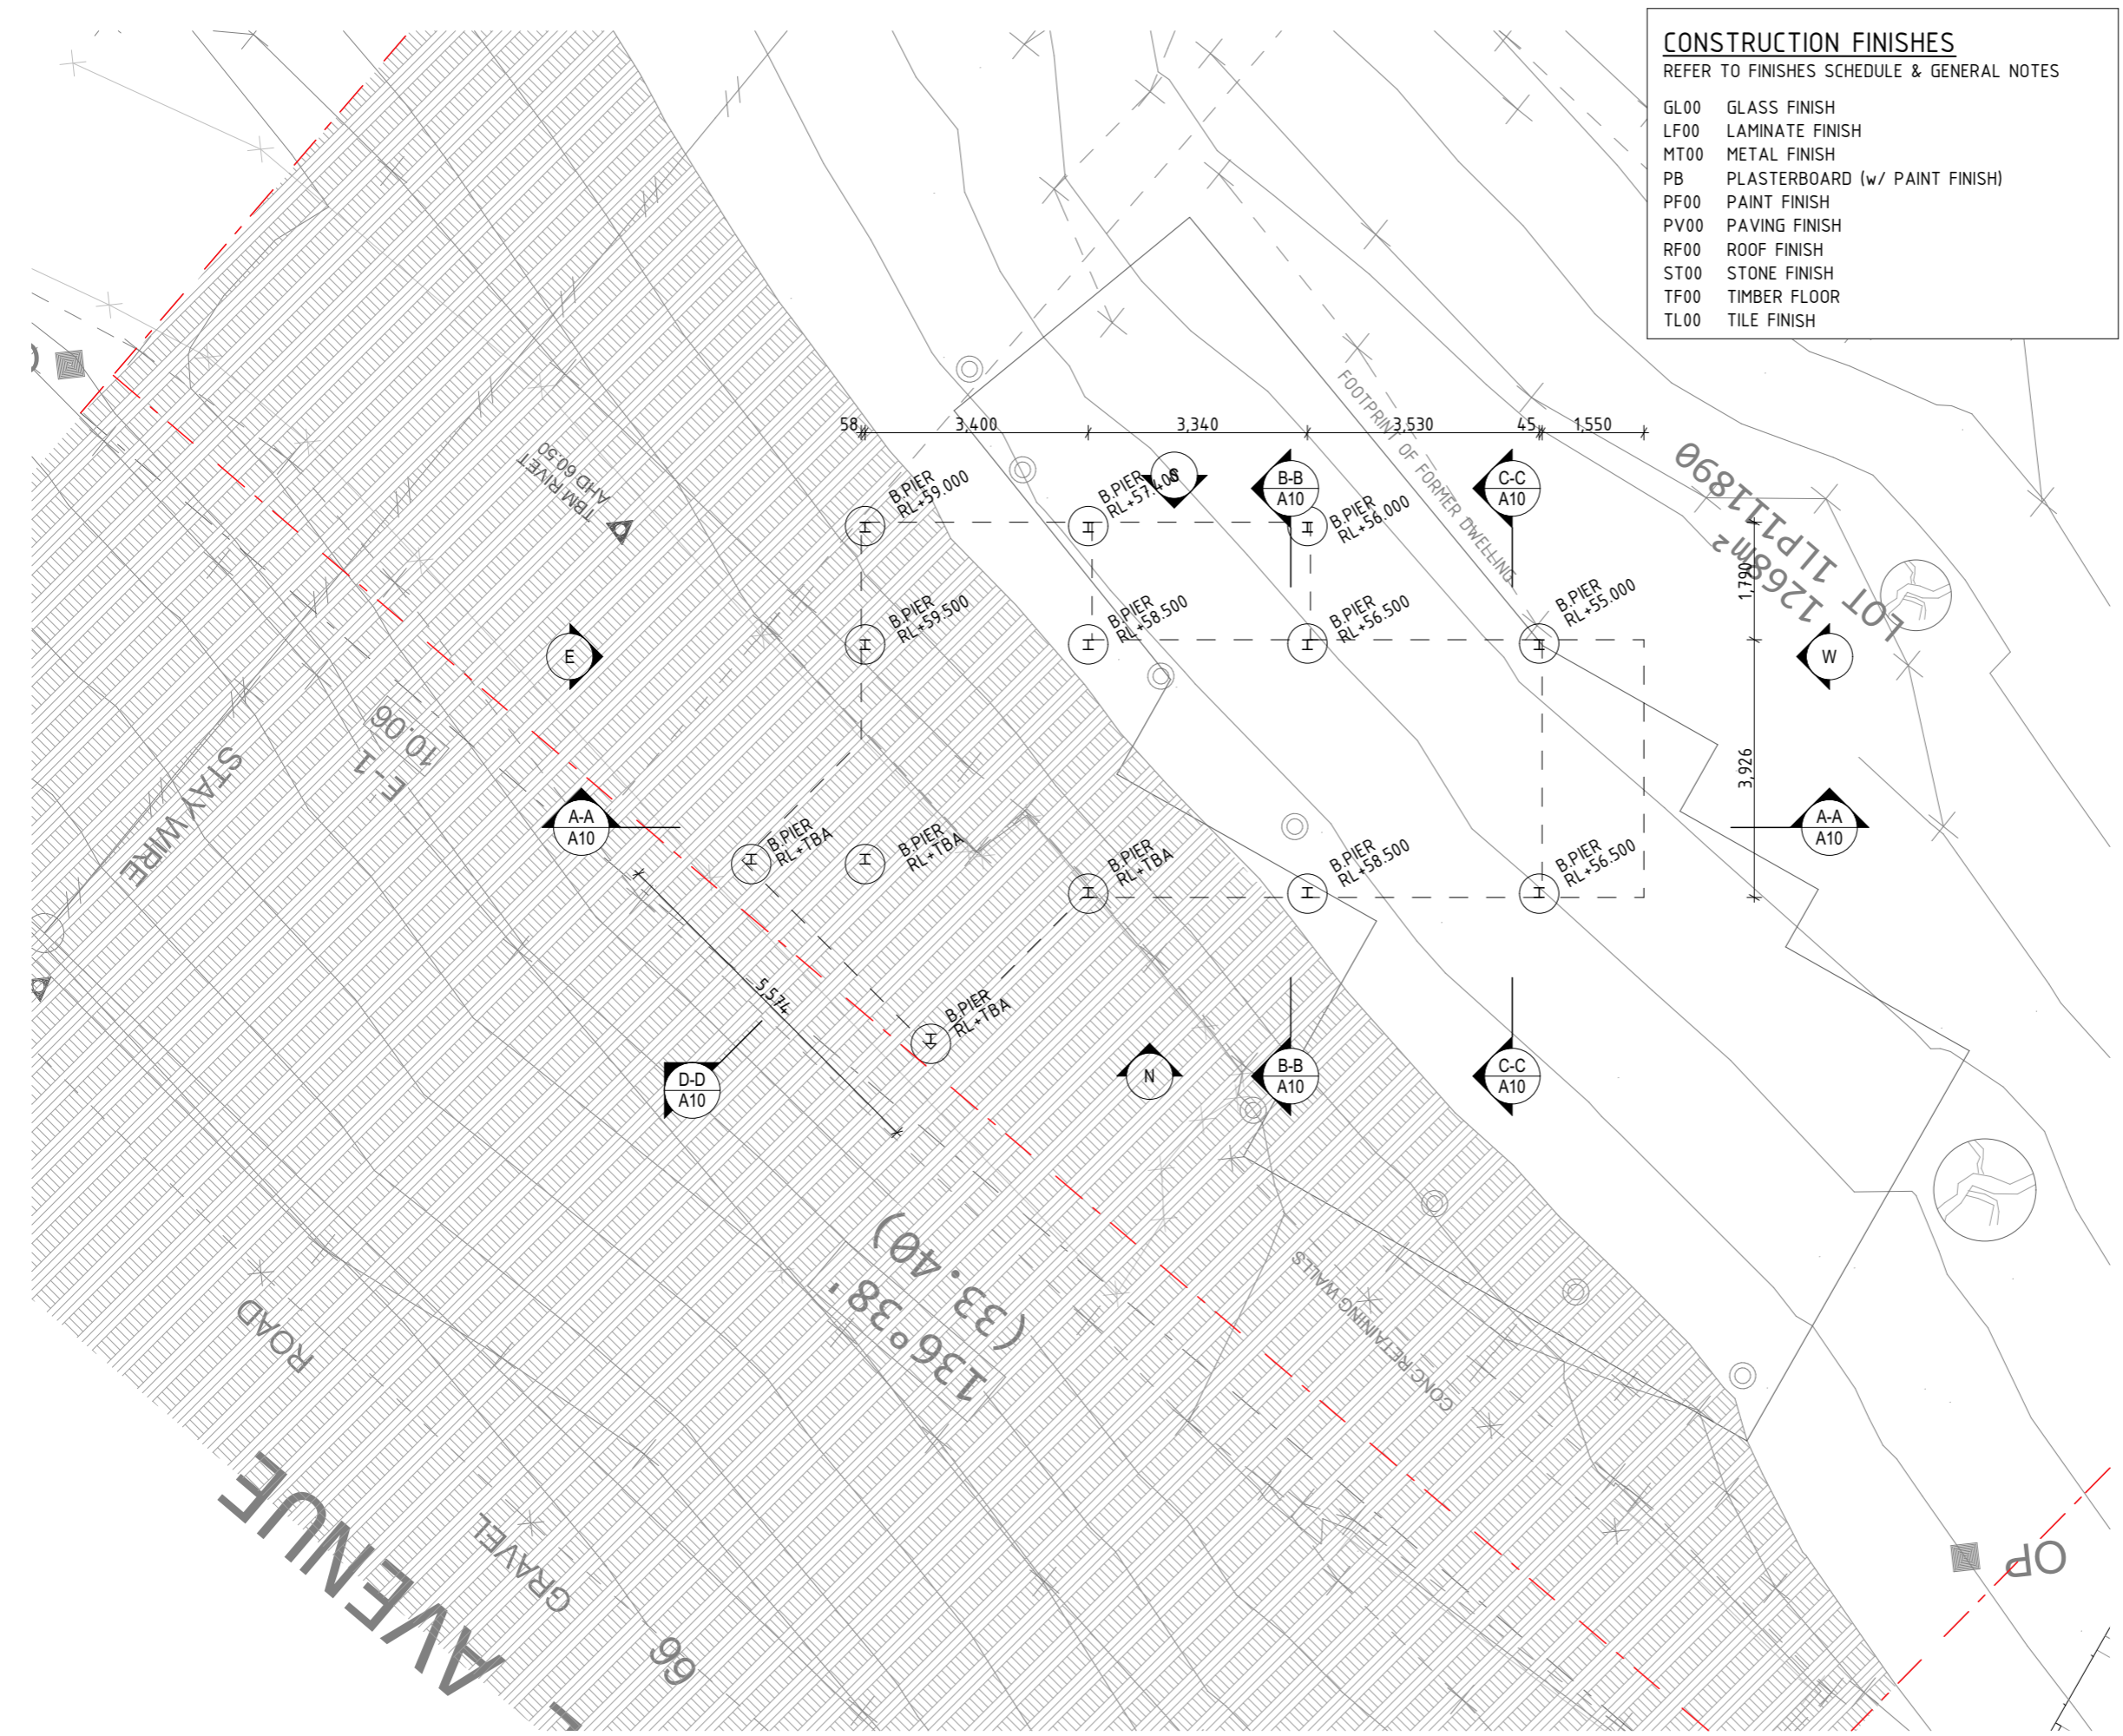 CONSTRUCTION FINISHES
REFER TO FINISHES SCHEDULE & GENERAL NOTES
GL00 GLASS FINISH
LF00 LAMINATE FINISH
MT00 METAL FINISH
PB PLASTERBOARD (w/ PAINT FINISH)
PF00 PAINT FINISH
PV00 PAVING FINISH
RF00 ROOF FINISH
ST00 STONE FINISH
TF00 TIMBER FLOOR
TL00 TILE FINISH
58 3,400 3,340 3,530 45 1,550
FOOTPRINT OF FORMER DWELLING
TBM RIVET
AHD 60.50
B.PIER
RL+59.000
B.PIER
RL+57.400
S
B-B
A10
B.PIER
RL+56.000
C-C
A10
LOT 1LP111890
1268m²
1,790
B.PIER
RL+59.500
B.PIER
RL+58.500
B.PIER
RL+56.500
B.PIER
RL+55.000
E
W
E-1
10.06
STAY WIRE
3,926
A-A
A10
A-A
A10
B.PIER
RL+TBA
B.PIER
RL+TBA
B.PIER
RL+TBA
B.PIER
RL+58.500
B.PIER
RL+56.500
5,574
B.PIER
RL+TBA
D-D
A10
N
B-B
A10
C-C
A10
136°38'
(33.40)
CONC RETAINING WALLS
ROAD
GRAVEL
AVENUE
66
OP